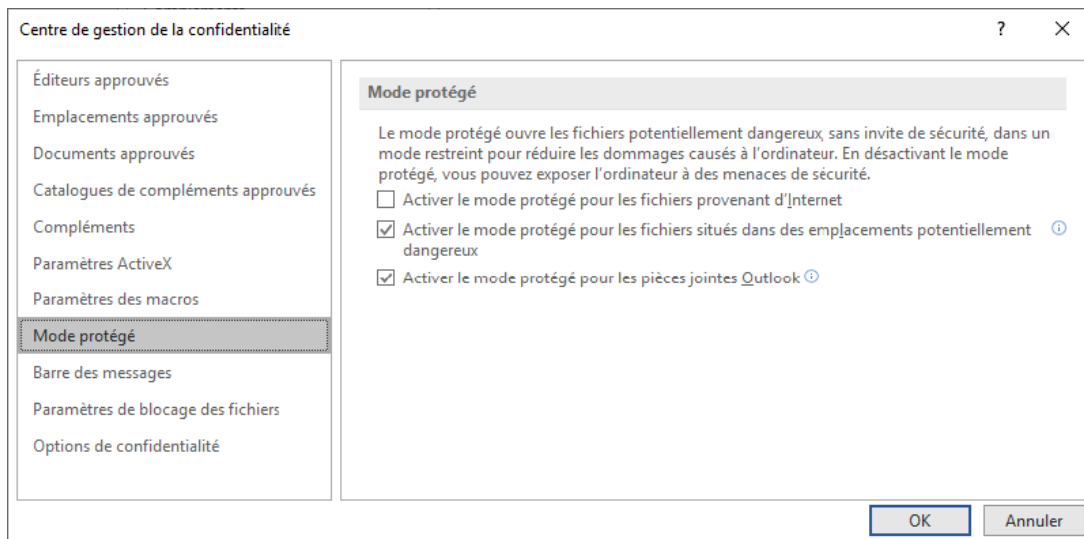 Centre de gestion de la confidentialité
?
Éditeurs approuvés
Emplacements approuvés
Documents approuvés
Catalogues de compléments approuvés
Compléments
Paramètres ActiveX
Paramètres des macros
Mode protégé
Barre des messages
Paramètres de blocage des fichiers
Options de confidentialité
Mode protégé
Le mode protégé ouvre les fichiers potentiellement dangereux, sans invite de sécurité, dans un
mode restreint pour réduire les dommages causés à l'ordinateur. En désactivant le mode
protégé, vous pouvez exposer l'ordinateur à des menaces de sécurité.
Activer le mode protégé pour les fichiers provenant d'Internet
Activer le mode protégé pour les fichiers situés dans des emplacements potentiellement
dangereux
Activer le mode protégé pour les pièces jointes Outlook
OK
Annuler